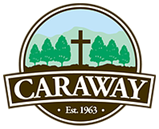 CARAWAY
· Est. 1963 ·